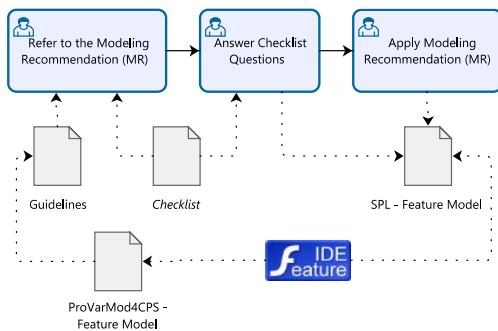 Refer to the Modeling
Recommendation (MR)
Answer Checklist
Questions
Apply Modeling
Recommendation (MR)
Guidelines
Checklist
SPL - Feature Model
IDE
Feature
ProVarMod4CPS -
Feature Model